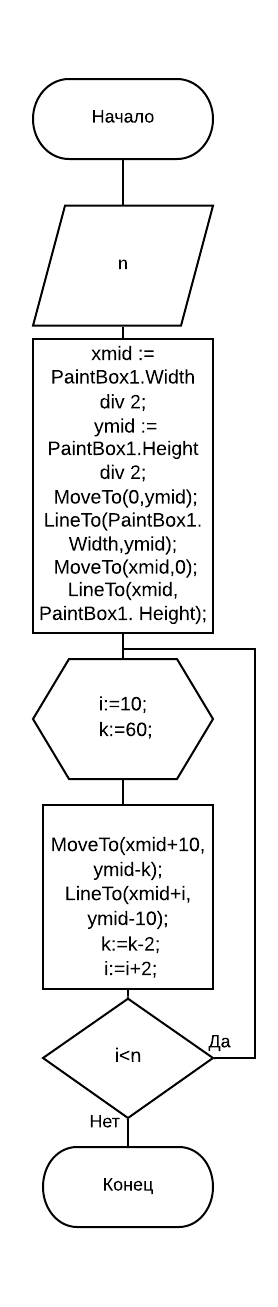 Начало
n
xmid :=
PaintBox1.Width
div 2;
ymid :=
PaintBox1.Height
div 2;
MoveTo(0,ymid);
LineTo(PaintBox1.
Width,ymid);
MoveTo(xmid,0);
LineTo(xmid,
PaintBox1. Height);
i:=10;
k:=60;
MoveTo(xmid+10,
ymid-k);
LineTo(xmid+i,
ymid-10);
k:=k-2;
i:=i+2;
i<n
Да
Нет
Конец